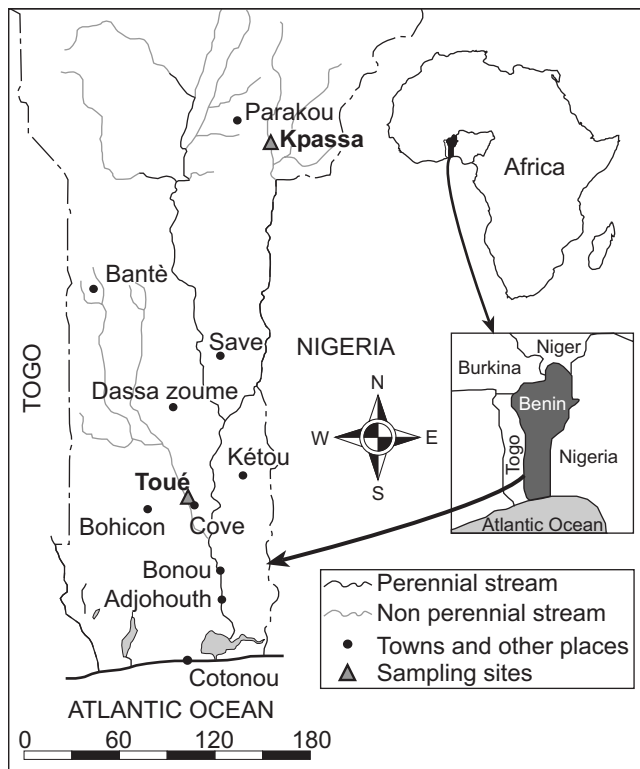 Parakou
Kpassa
Africa
Bantè
TOGO
Save
NIGERIA
Niger
Burkina
Benin
Togo
Nigeria
Atlantic Ocean
Dassa zoume
N
W
E
S
Toué
Kétou
Bohicon
Cove
Bonou
Adjohouth
Perennial stream
Non perennial stream
Towns and other places
Sampling sites
Cotonou
ATLANTIC OCEAN
0 60 120 180